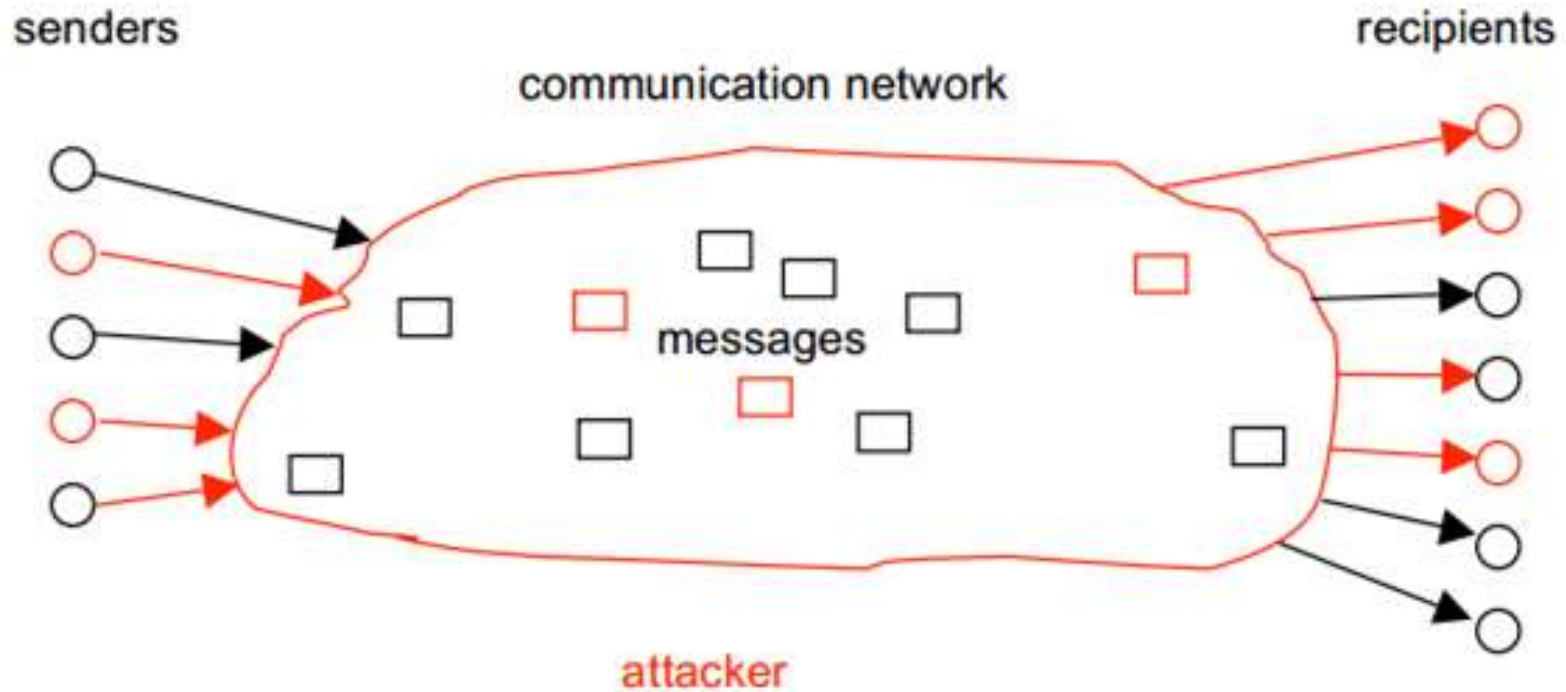 senders
recipients
communication network
messages
attacker